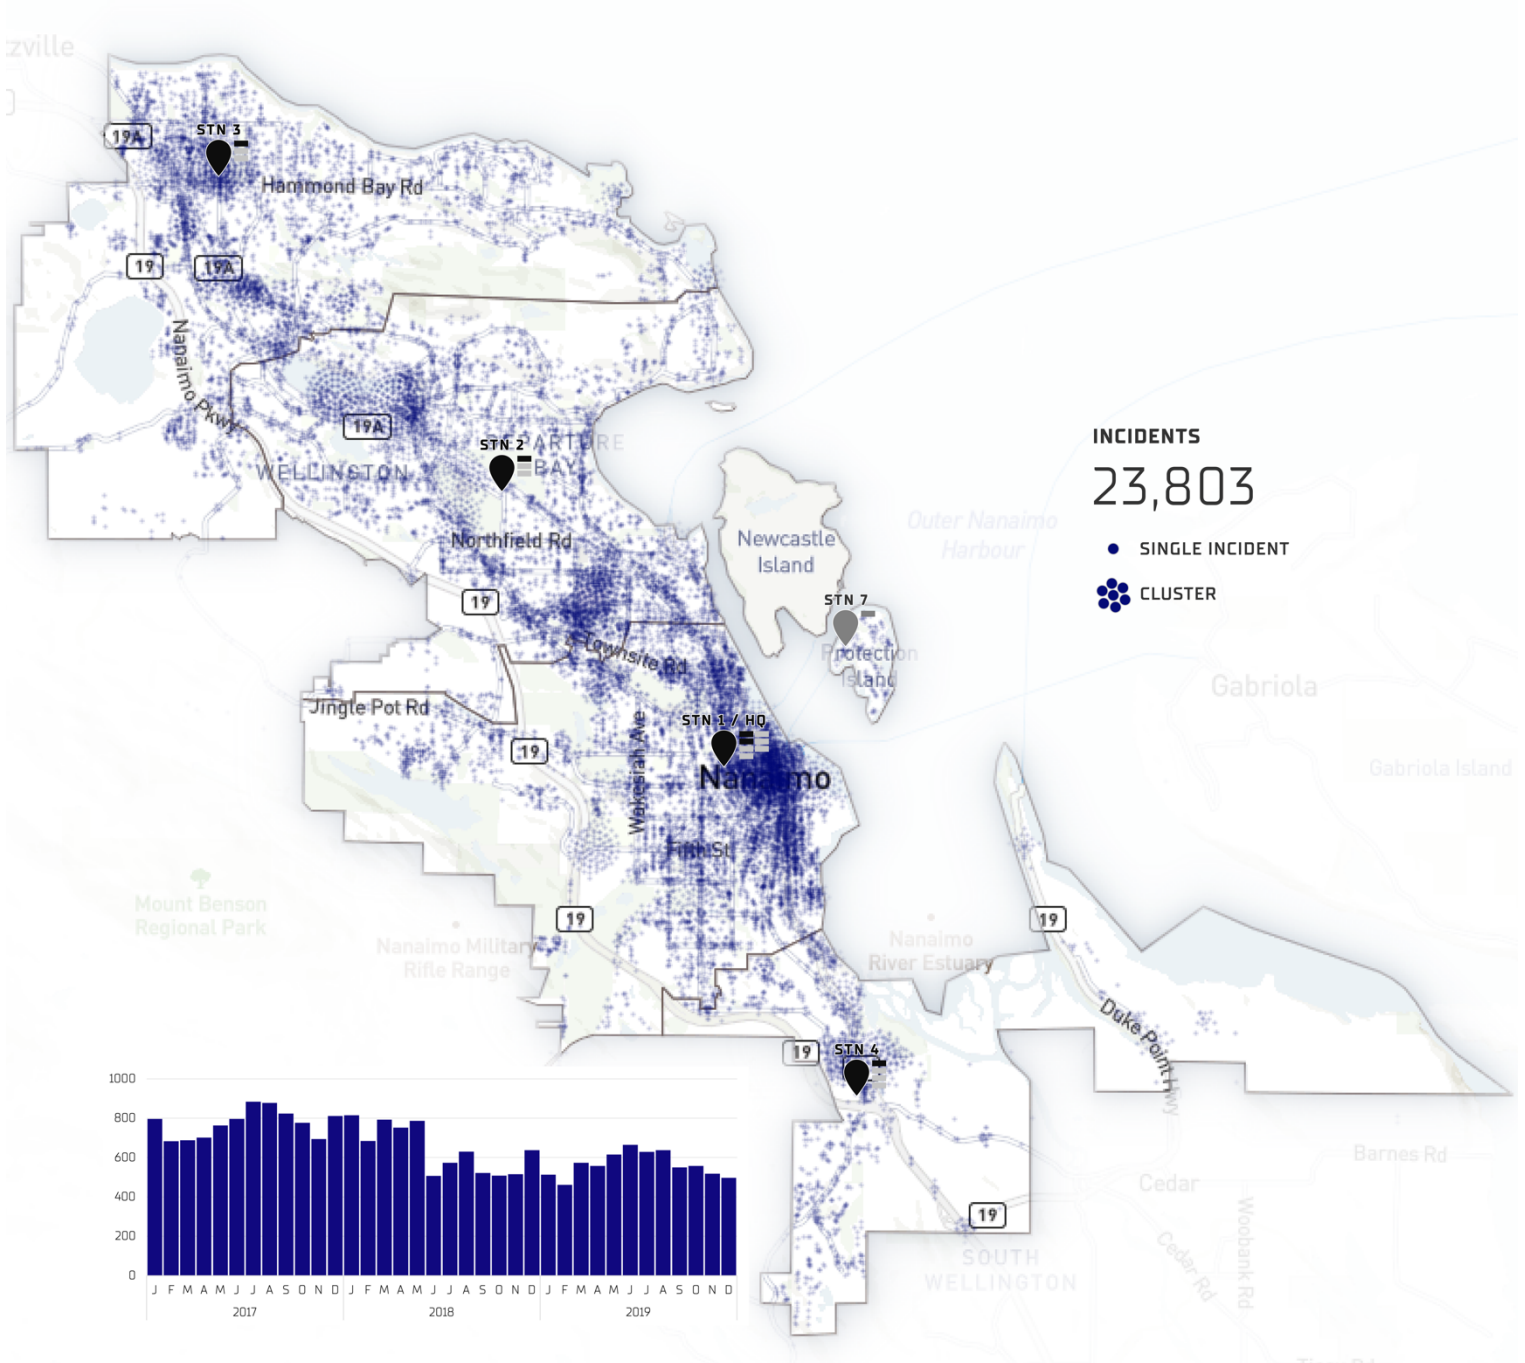 zville
STN 3
19A
Hammond Bay Rd
19
19A
Nanaimo Pkwy
19A
STN 2
DEPARTURE
BAY
WELLINGTON
Northfield Rd
19
Townsite Rd
Jingle Pot Rd
19
Wakesiah Ave
STN 1 / HQ
Nanaimo
Fifth St
Newcastle
Island
STN 7
Protection
Island
Outer Nanaimo
Harbour
INCIDENTS
23,803
SINGLE INCIDENT
CLUSTER
Gabriola
Gabriola Island
Mount Benson
Regional Park
Nanaimo Military
Rifle Range
19
Nanaimo
River Estuary
19
Duke Point Hwy
19
STN 4
19
Barnes Rd
Cedar
Woobank Rd
Cedar Rd
SOUTH
WELLINGTON
1000
800
600
400
200
0
J F M A M J J A S O N D J F M A M J J A S O N D J F M A M J J A S O N D
2017 2018 2019